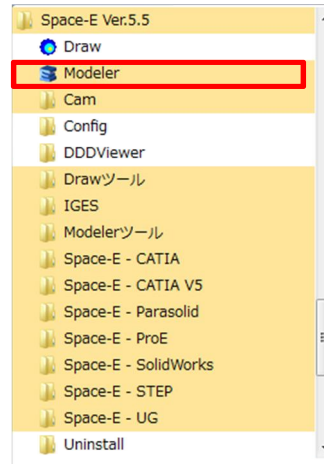 Space-E Ver.5.5
Draw
Modeler
Cam
Config
DDDViewer
Drawツール
IGES
Modelerツール
Space-E - CATIA
Space-E - CATIA V5
Space-E - Parasolid
Space-E - ProE
Space-E - SolidWorks
Space-E - STEP
Space-E - UG
Uninstall